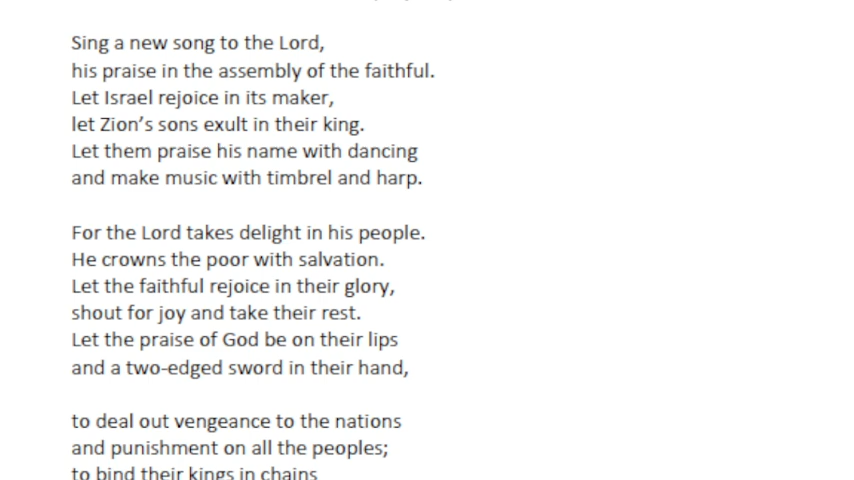 Sing a new song to the Lord,
his praise in the assembly of the faithful.
Let Israel rejoice in its maker,
let Zion’s sons exult in their king.
Let them praise his name with dancing
and make music with timbrel and harp.
For the Lord takes delight in his people.
He crowns the poor with salvation.
Let the faithful rejoice in their glory,
shout for joy and take their rest.
Let the praise of God be on their lips
and a two-edged sword in their hand,
to deal out vengeance to the nations
and punishment on all the peoples;
to bind their kings in chains